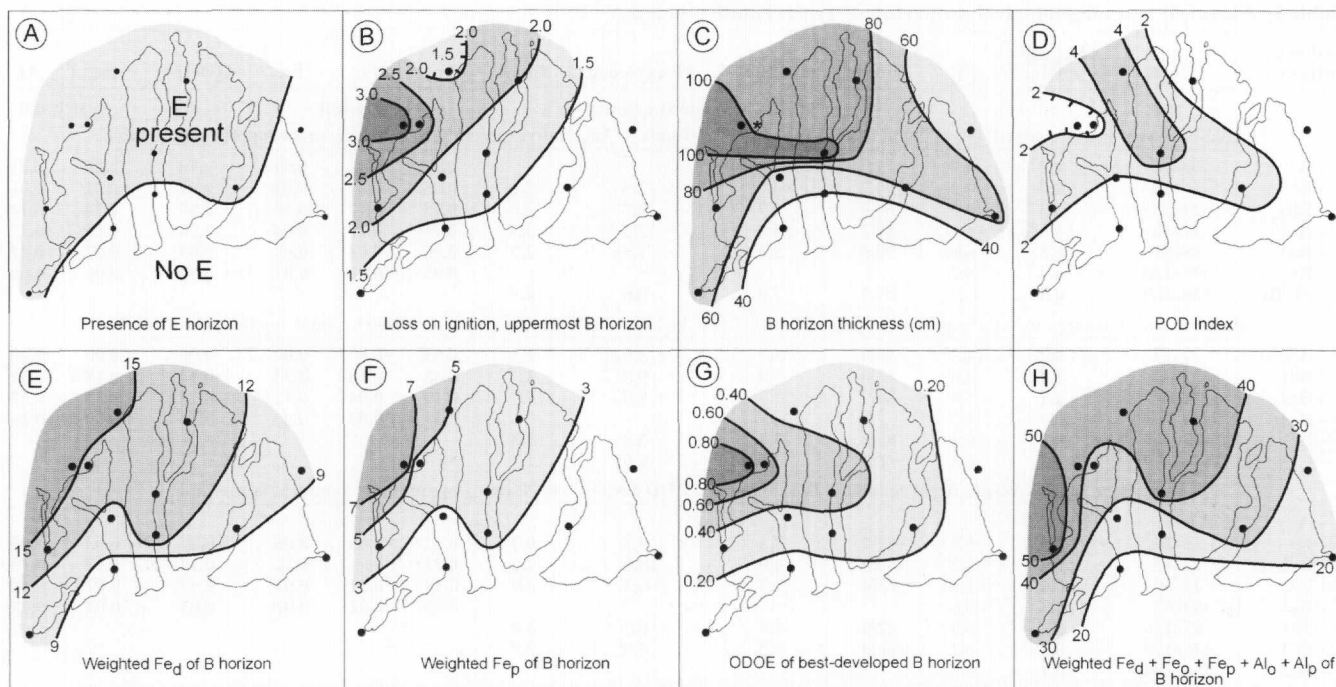 A
E
present
No E
Presence of E horizon
B
2.0
1.5
2.0
2.5
3.0
3.0
2.5
2.0
1.5
2.0
1.5
Loss on ignition, uppermost B horizon
C
80
60
100
*
100
80
60
40
40
B horizon thickness (cm)
D
2
4
4
2
2
2
2
POD Index
E
15
12
9
15
12
9
Weighted Fed of B horizon
F
7
5
3
7
5
3
Weighted Fep of B horizon
G
0.40
0.60
0.80
0.20
0.80
0.60
0.40
0.20
ODOE of best-developed B horizon
H
50
40
30
50
40
30
20
20
Weighted Fed + Feo + Fep + Alo + Alp of
B horizon